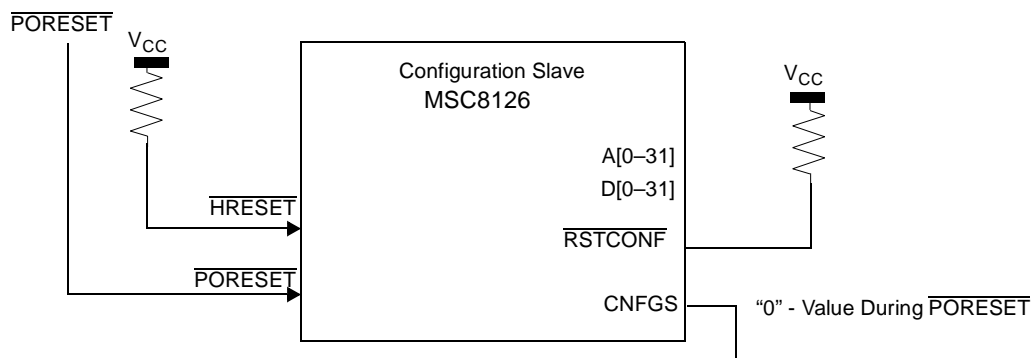 PORESET
VCC
Configuration Slave
MSC8126
VCC
A[0–31]
D[0–31]
HRESET
RSTCONF
PORESET
CNFGS
“0” - Value During PORESET